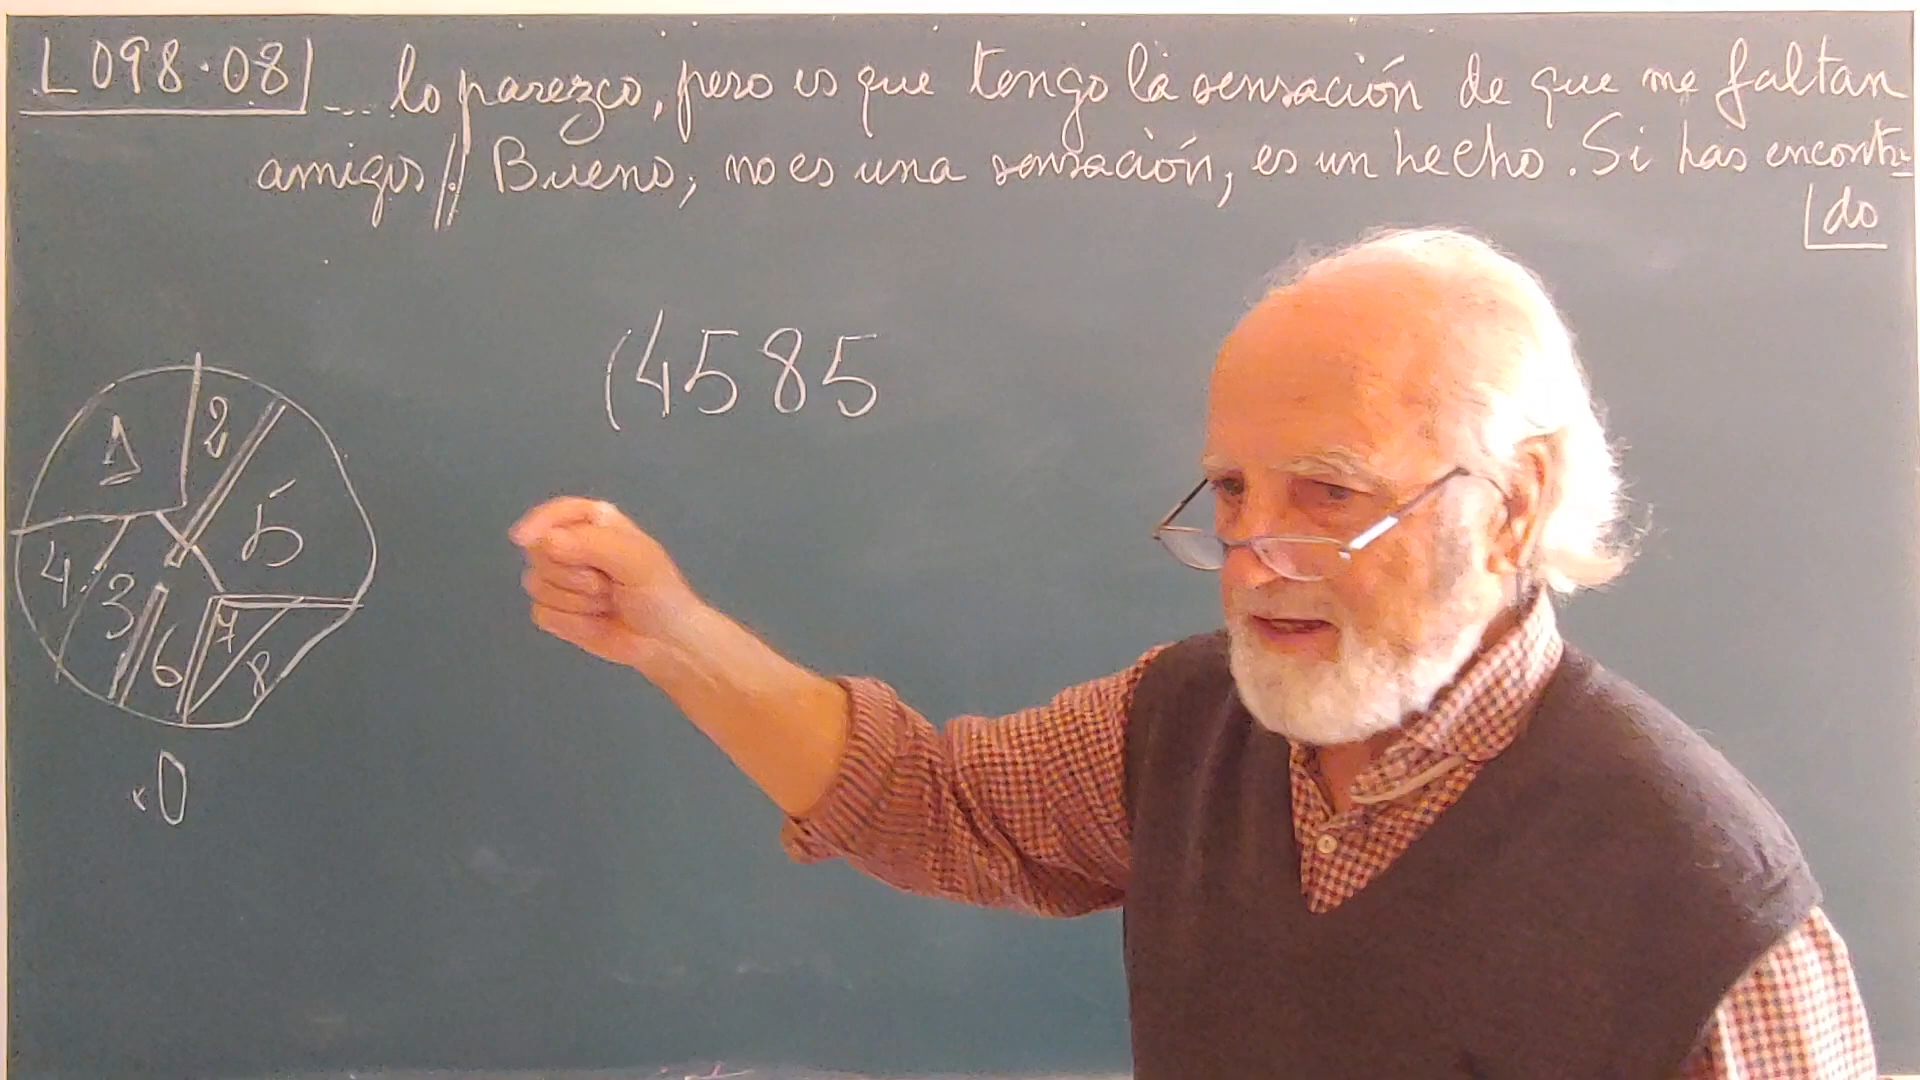 098.08 ... lo parezco, pero es que tengo la sensación de que me faltan
amigos//. Bueno, no es una sensación, es un hecho. Si has encontra
do
(4585
1 2
5
4 3
6 7 8
.0